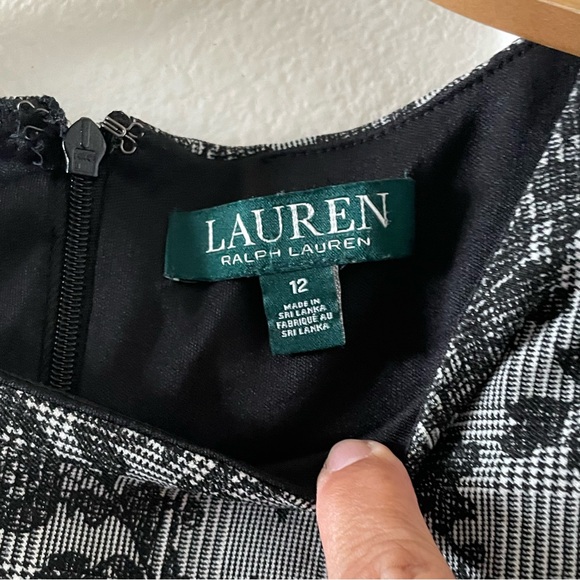 LAUREN
RALPH LAUREN
12
MADE IN
SRI LANKA
FABRIQUÉ AU
SRI LANKA